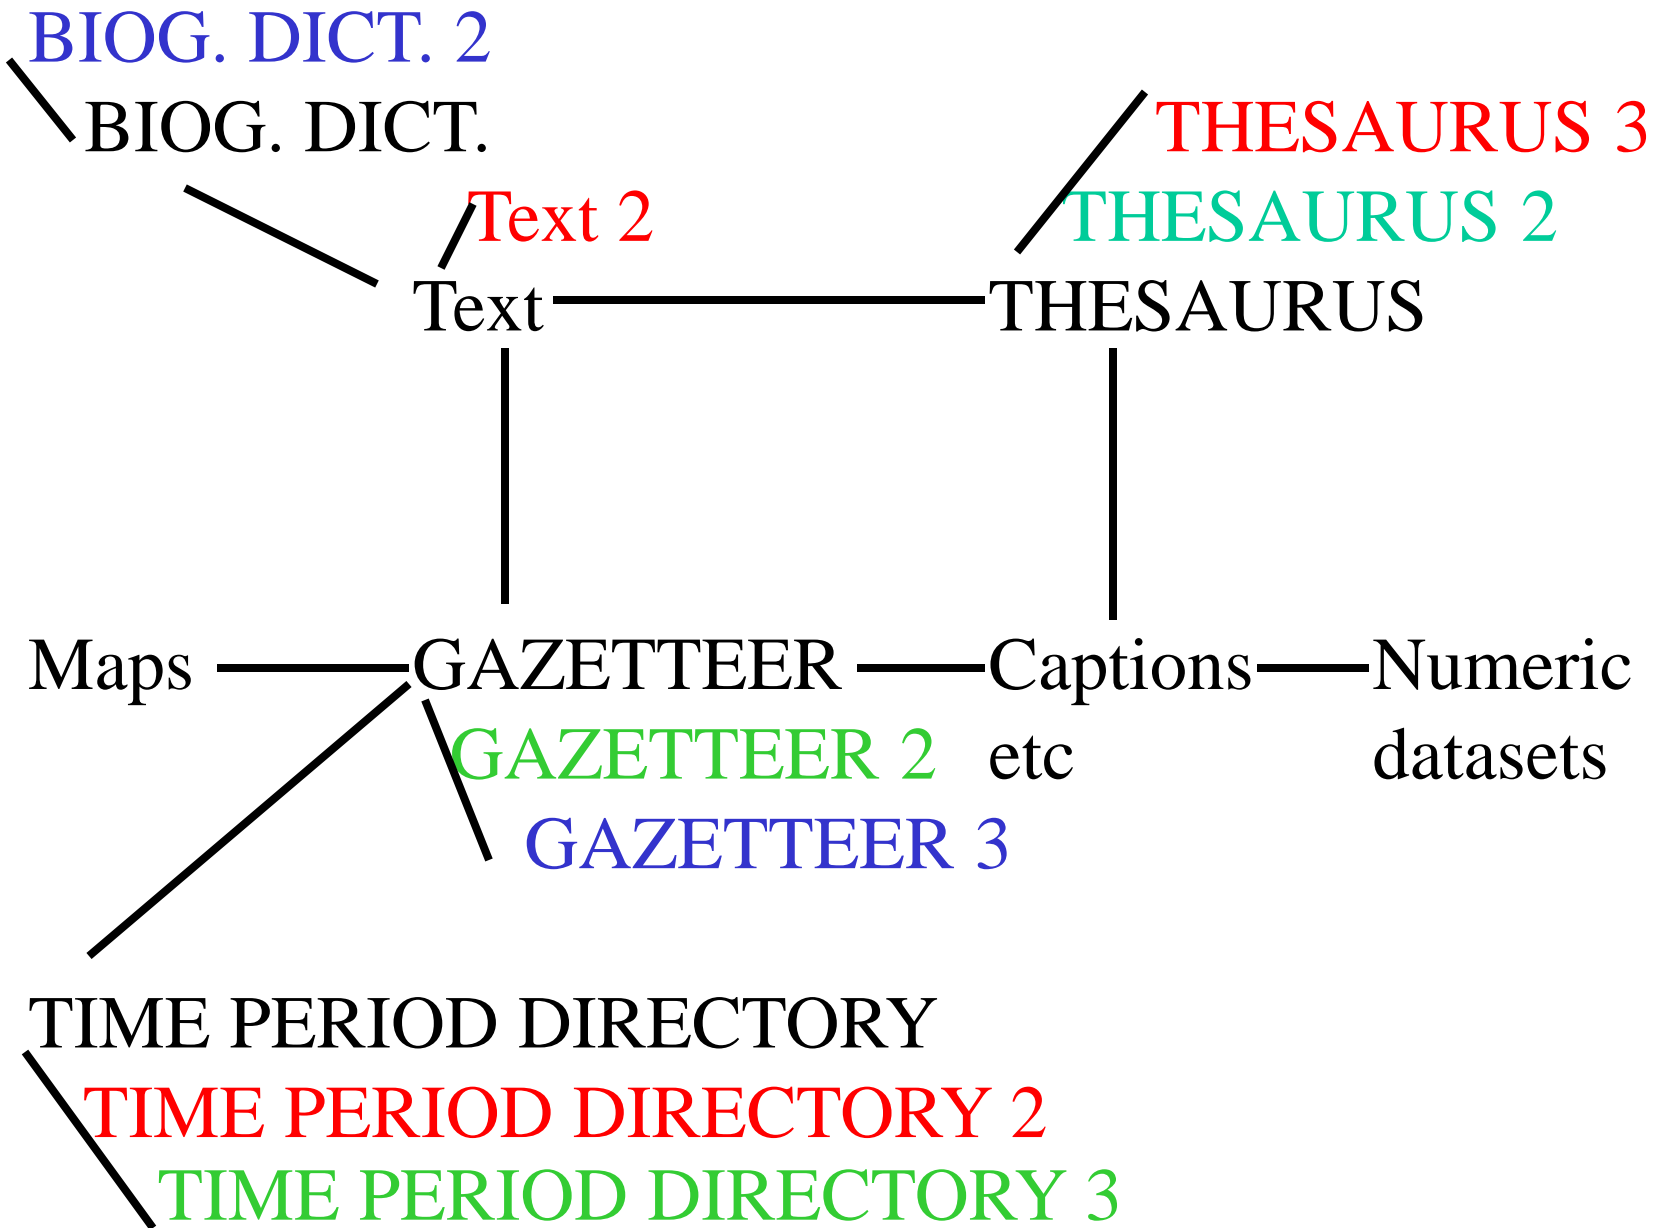 BIOG. DICT. 2
BIOG. DICT.
THESAURUS 3
Text 2
THESAURUS 2
Text
THESAURUS
Maps
GAZETTEER
Captions
Numeric
GAZETTEER 2
etc
datasets
GAZETTEER 3
TIME PERIOD DIRECTORY
TIME PERIOD DIRECTORY 2
TIME PERIOD DIRECTORY 3